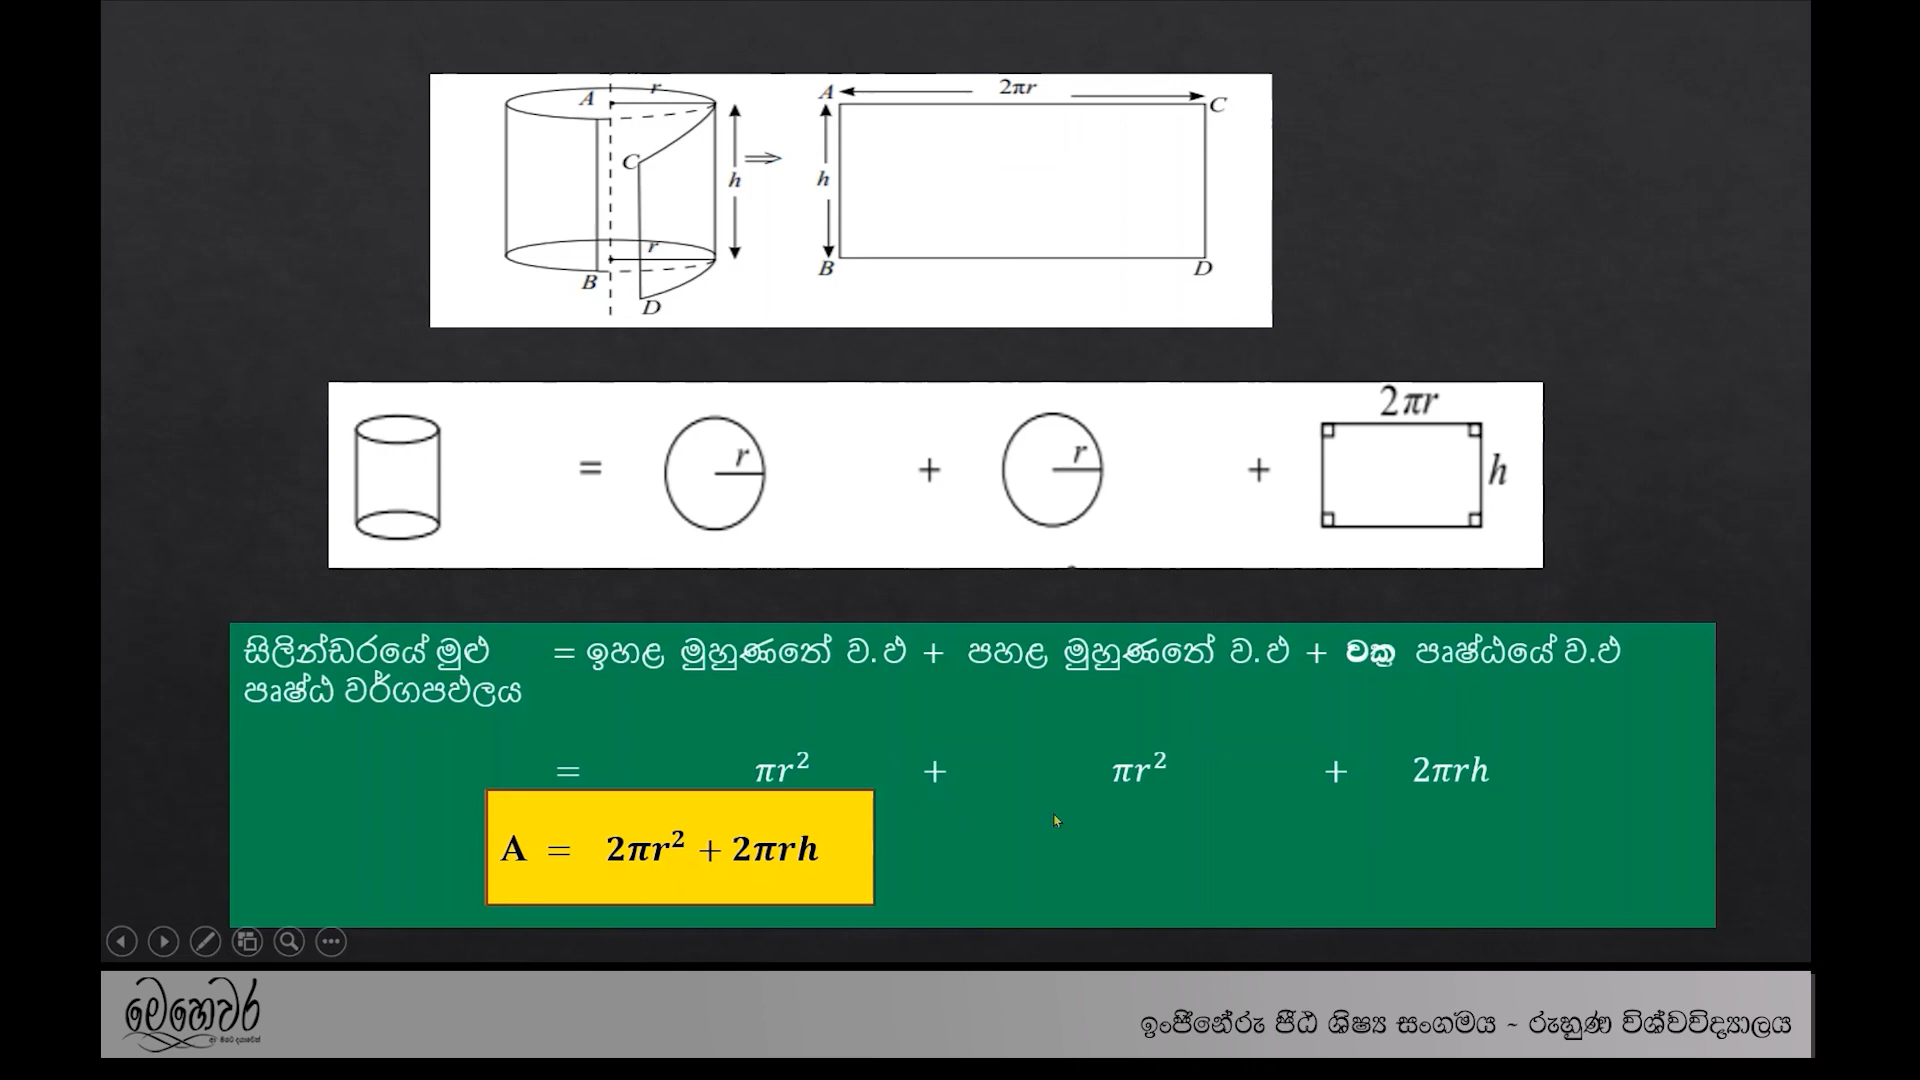 A r 2πr C
A
C
h ⇒ h
r
B D B D
2πr
= r + r + h
සිලින්ඩරයේ මුළු = ඉහළ මුහුණතේ ව.ඵ + පහළ මුහුණතේ ව.ඵ + වක්‍ර පෘෂ්ඨයේ ව.ඵ
පෘෂ්ඨ වර්ගපඵලය
= πr² + πr² + 2πrh
A = 2πr² + 2πrh
මෙහෙවර
ඉංජිනේරු පීඨ ශිෂ්‍ය සංගමය ~ රුහුණ විශ්වවිද්‍යාලය